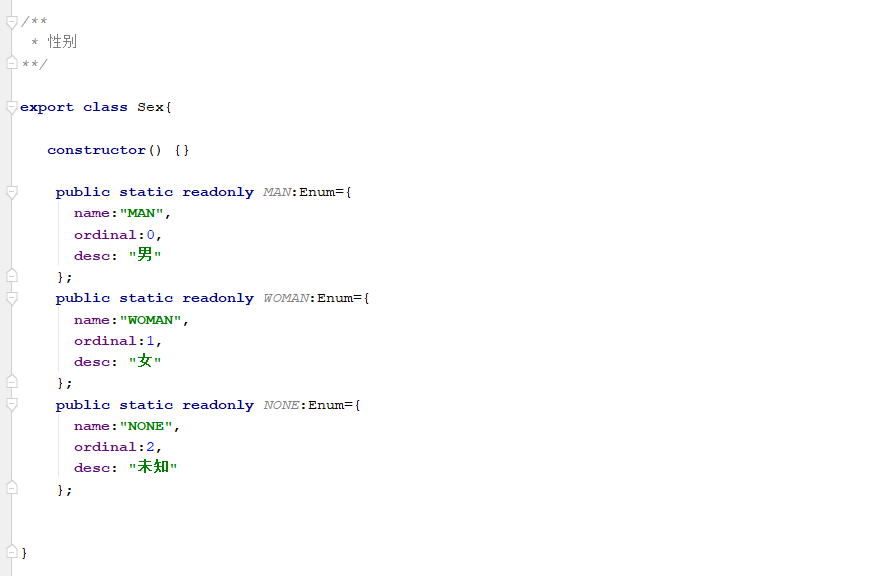 /**
 * 性别
**/
export class Sex{
constructor() {}
public static readonly MAN:Enum={
name:"MAN",
ordinal:0,
desc: "男"
};
public static readonly WOMAN:Enum={
name:"WOMAN",
ordinal:1,
desc: "女"
};
public static readonly NONE:Enum={
name:"NONE",
ordinal:2,
desc: "未知"
};
}